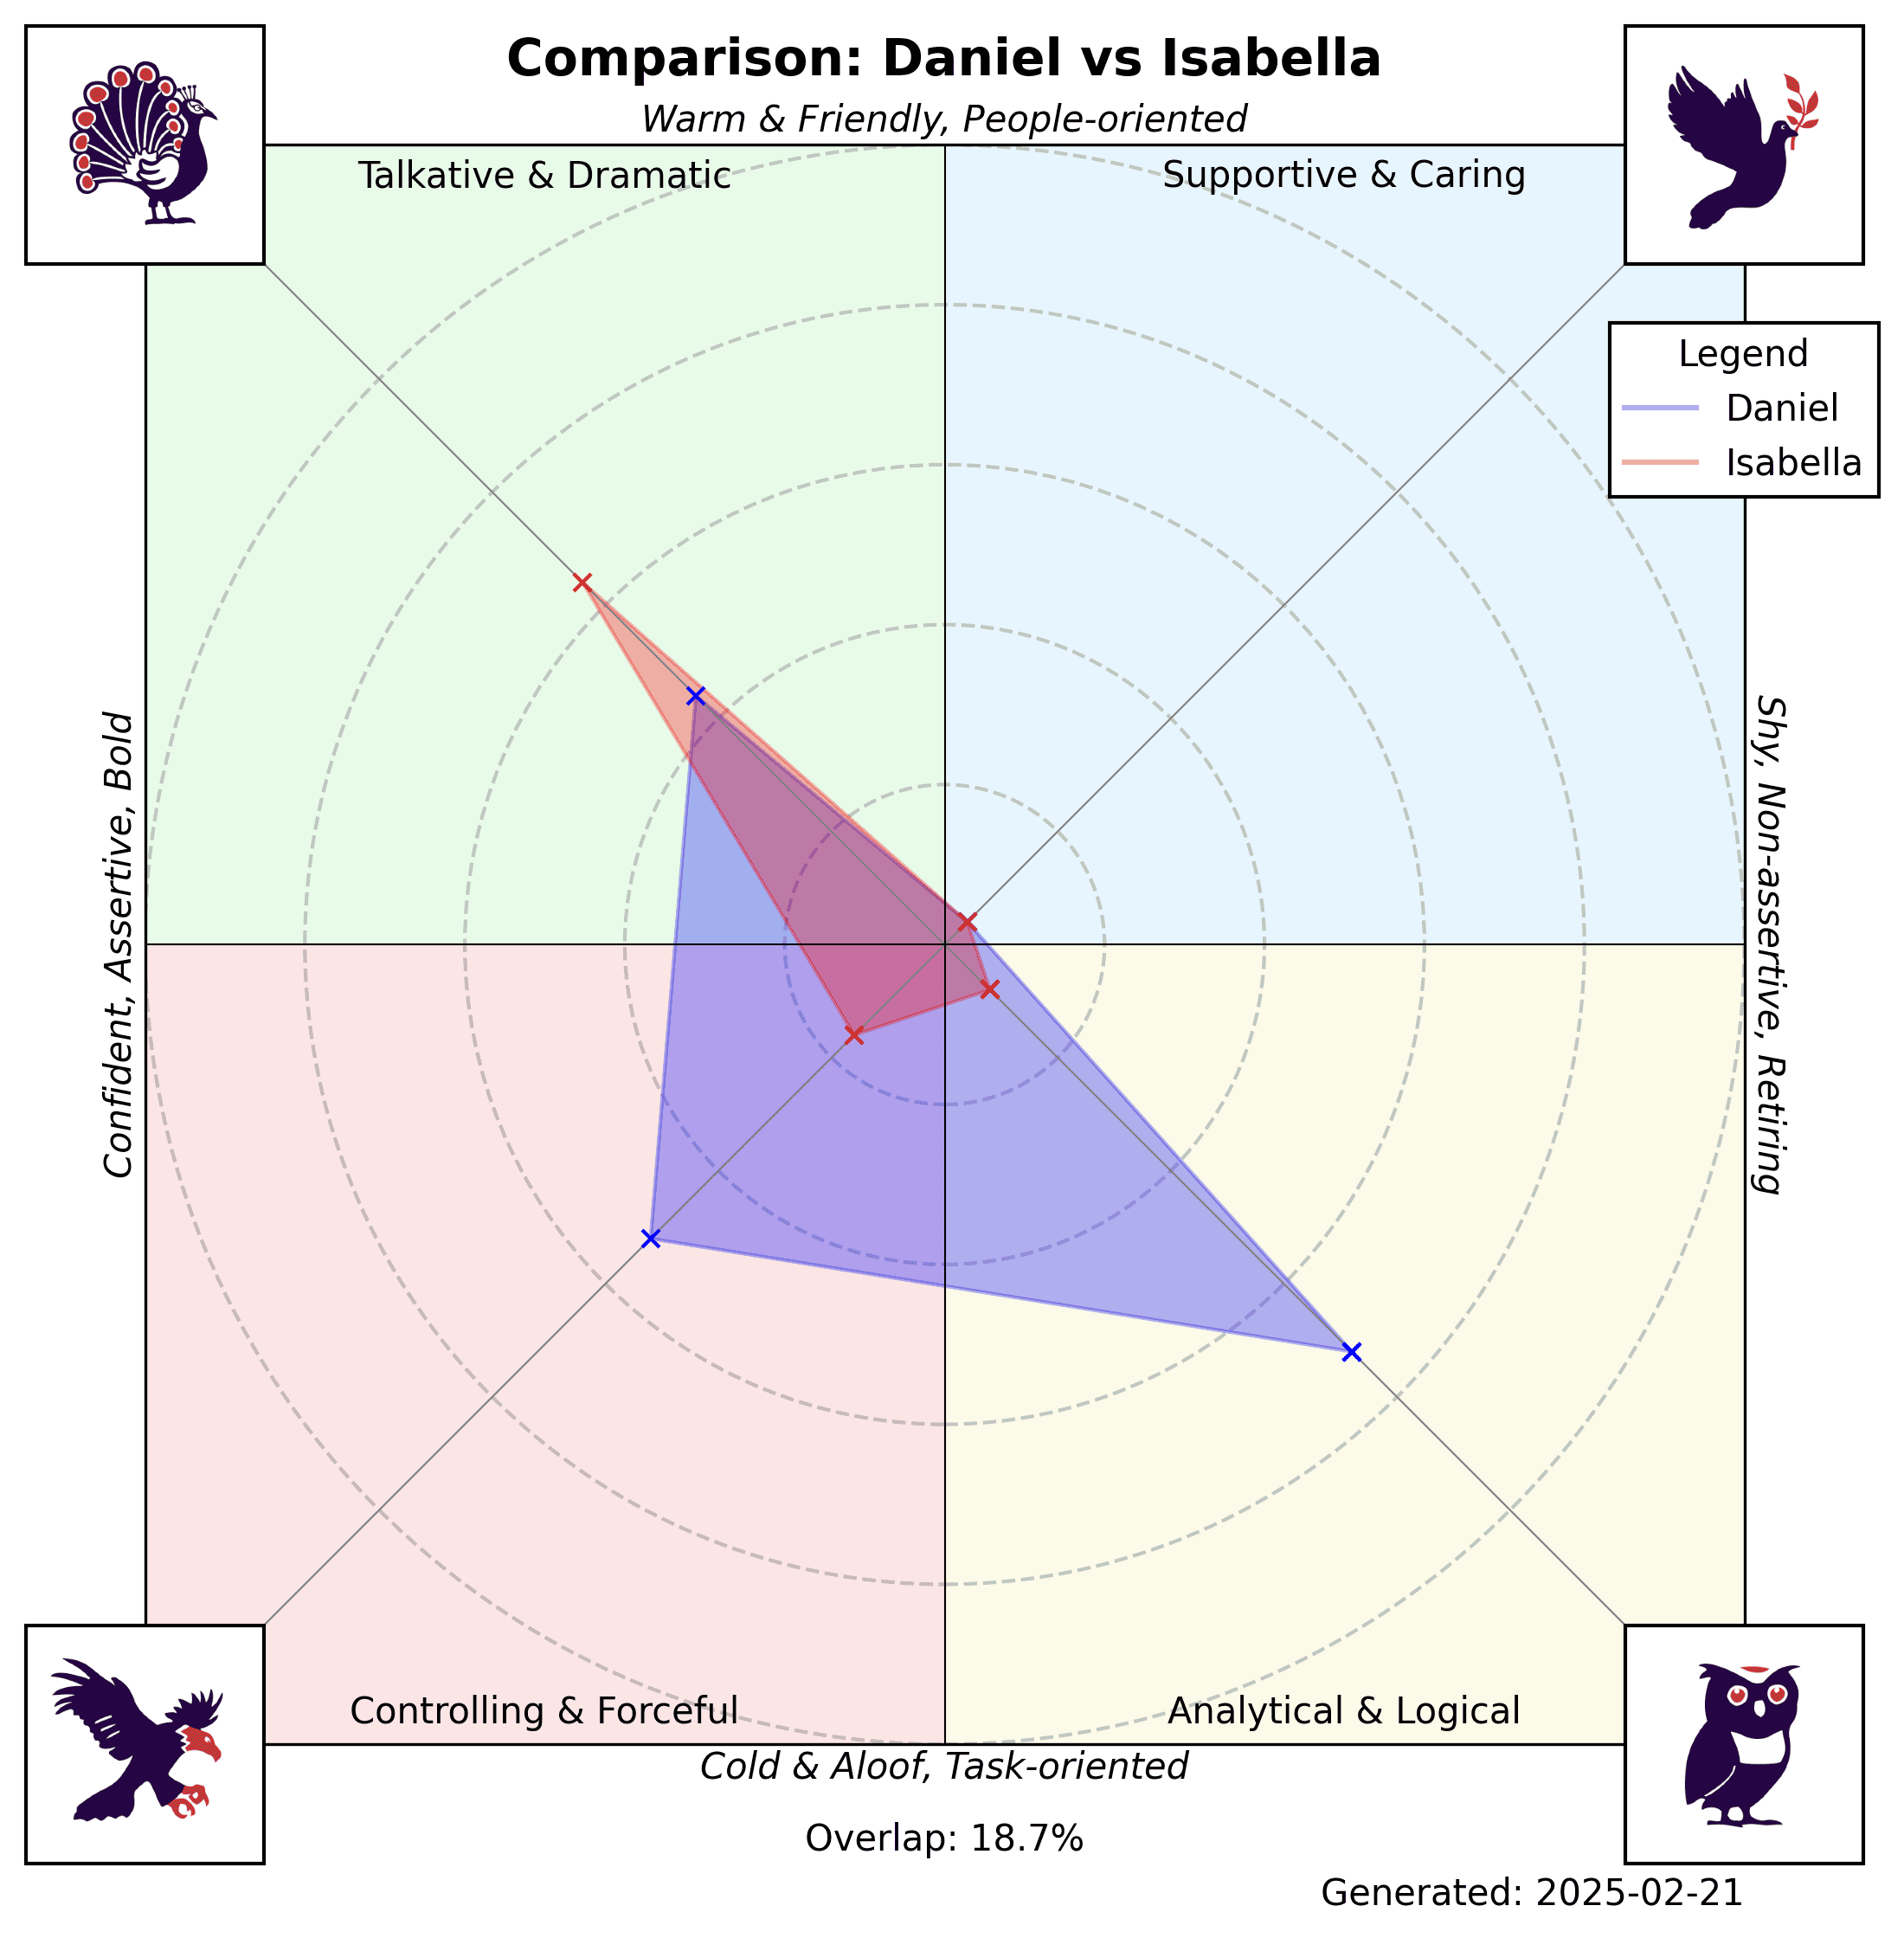 Comparison: Daniel vs Isabella
Warm & Friendly, People-oriented
Talkative & Dramatic
Supportive & Caring
Legend
Daniel
Isabella
Confident, Assertive, Bold
Shy, Non-assertive, Retiring
Controlling & Forceful
Analytical & Logical
Cold & Aloof, Task-oriented
Overlap: 18.7%
Generated: 2025-02-21